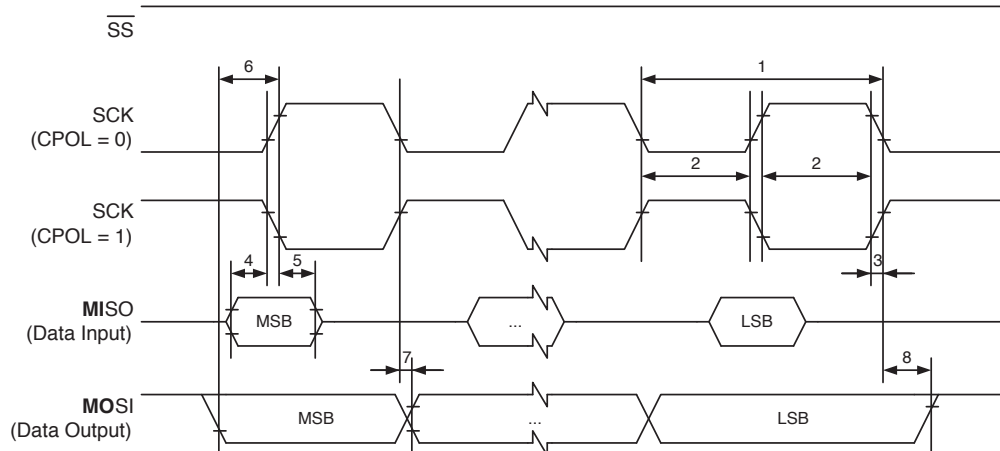 SS
6
1
SCK
(CPOL = 0)
2
2
SCK
(CPOL = 1)
4
5
3
MISO
(Data Input)
MSB
...
LSB
7
8
MOSI
(Data Output)
MSB
...
LSB